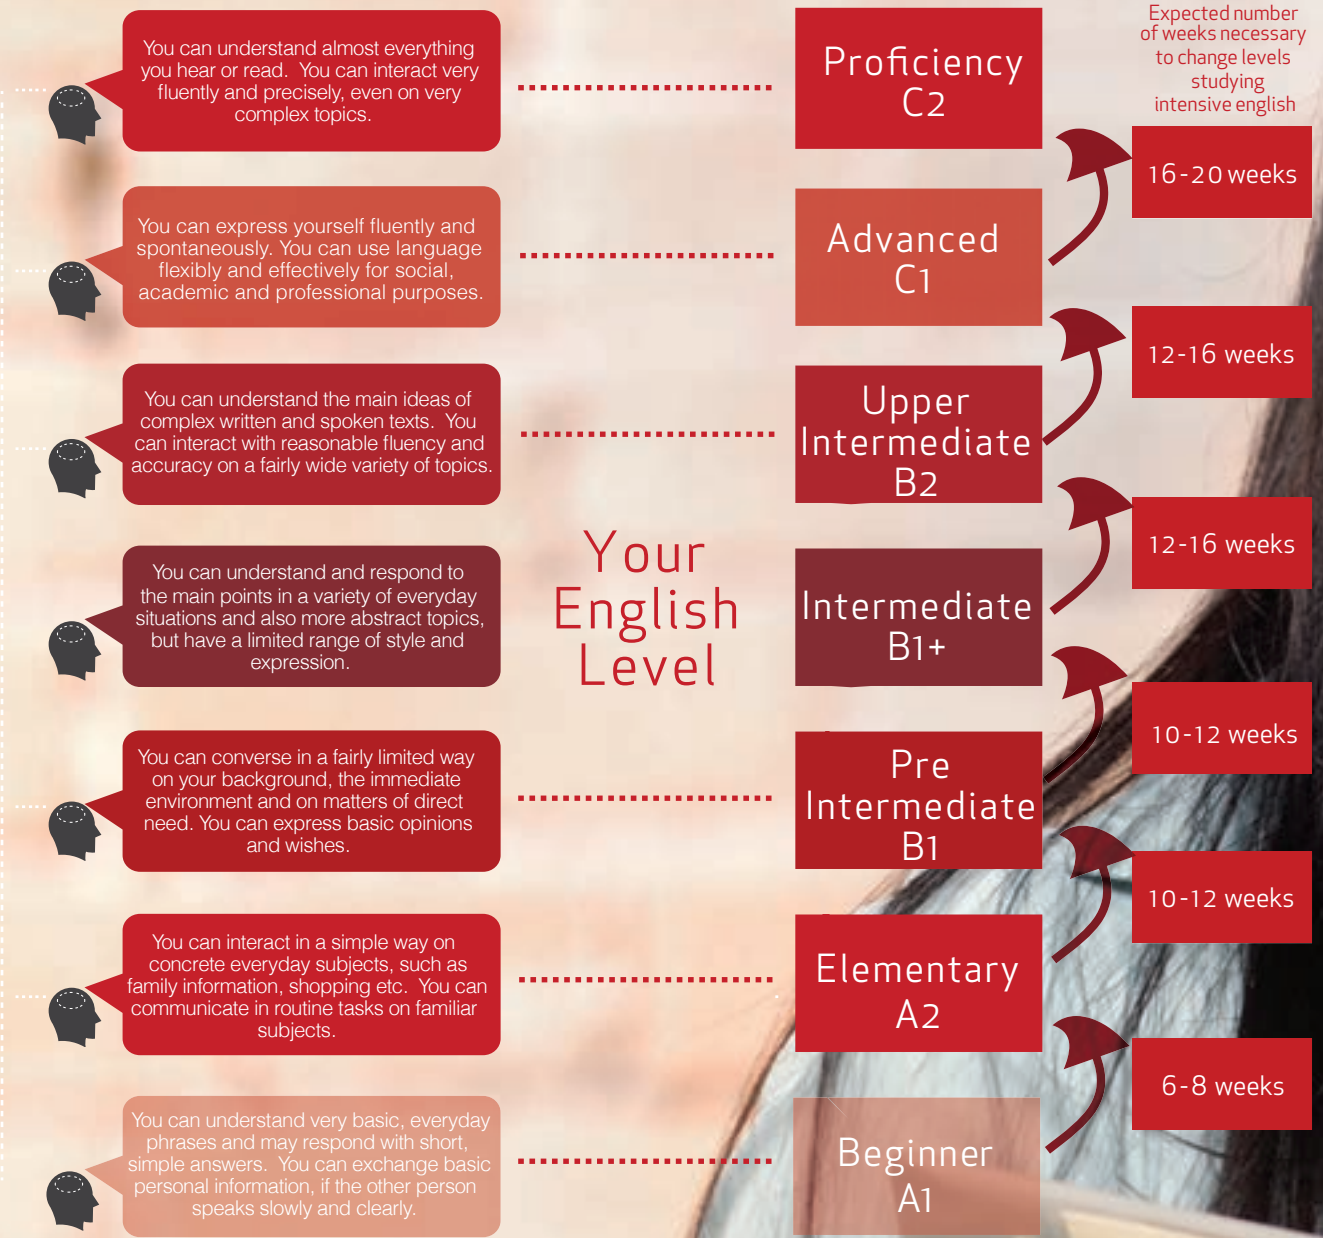 You can understand almost everything
you hear or read. You can interact very
fluently and precisely, even on very
complex topics.
Proficiency
C2
Expected number
of weeks necessary
to change levels
studying
intensive english
16-20 weeks
You can express yourself fluently and
spontaneously. You can use language
flexibly and effectively for social,
academic and professional purposes.
Advanced
C1
12-16 weeks
You can understand the main ideas of
complex written and spoken texts. You
can interact with reasonable fluency and
accuracy on a fairly wide variety of topics.
Upper
Intermediate
B2
12-16 weeks
Your
English
Level
You can understand and respond to
the main points in a variety of everyday
situations and also more abstract topics,
but have a limited range of style and
expression.
Intermediate
B1+
10-12 weeks
You can converse in a fairly limited way
on your background, the immediate
environment and on matters of direct
need. You can express basic opinions
and wishes.
Pre
Intermediate
B1
10-12 weeks
You can interact in a simple way on
concrete everyday subjects, such as
family information, shopping etc. You can
communicate in routine tasks on familiar
subjects.
Elementary
A2
6-8 weeks
You can understand very basic, everyday
phrases and may respond with short,
simple answers. You can exchange basic
personal information, if the other person
speaks slowly and clearly.
Beginner
A1